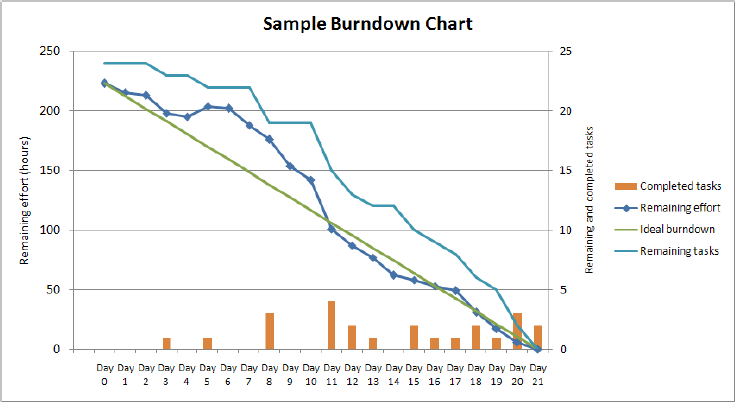 Sample Burndown Chart
250
200
150
100
50
0
Remaining effort (hours)
25
20
15
10
5
0
Remaining and completed tasks
Completed tasks
Remaining effort
Ideal burndown
Remaining tasks
Day Day Day Day Day Day Day Day Day Day Day Day Day Day Day Day Day Day Day Day Day Day
0 1 2 3 4 5 6 7 8 9 10 11 12 13 14 15 16 17 18 19 20 21